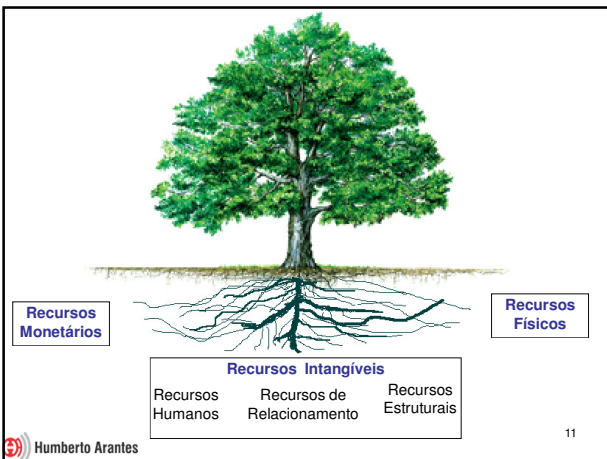 Recursos
Monetários
Recursos
Físicos
Recursos Intangíveis
Recursos
Humanos
Recursos de
Relacionamento
Recursos
Estruturais
Humberto Arantes
11